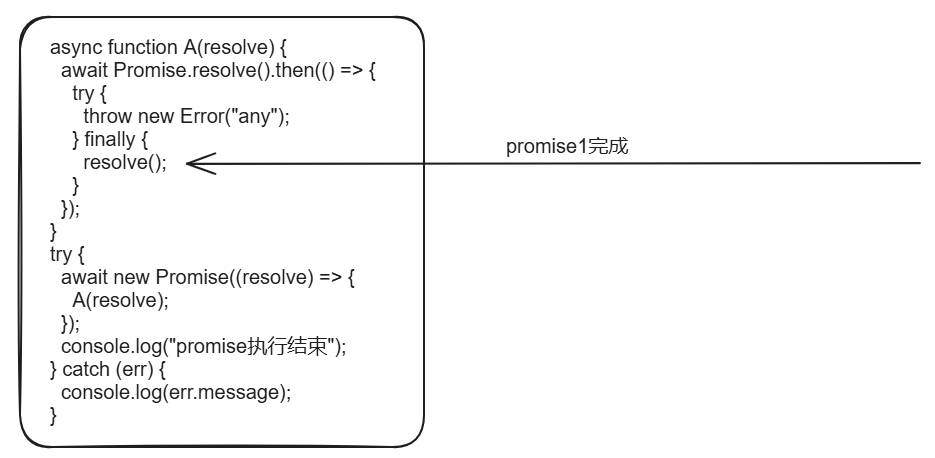 async function A(resolve) {
  await Promise.resolve().then(() => {
    try {
      throw new Error("any");
    } finally {
      resolve();
    }
  });
}
try {
  await new Promise((resolve) => {
    A(resolve);
  });
  console.log("promise执行结束");
} catch (err) {
  console.log(err.message);
}
promise1完成